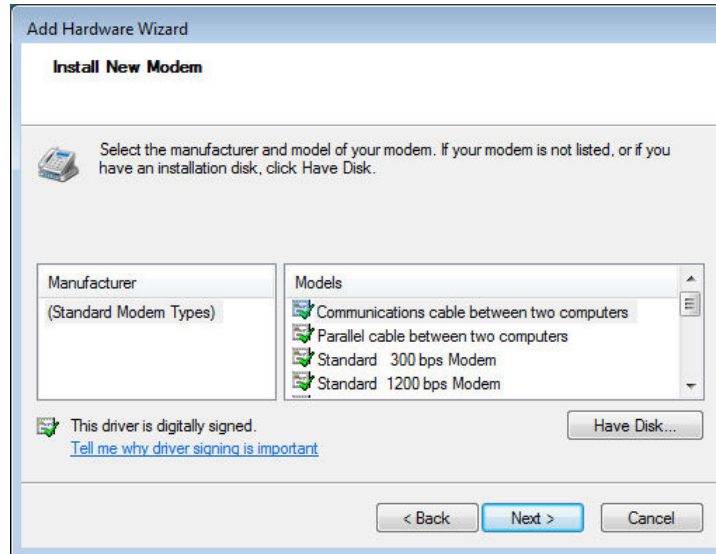 Add Hardware Wizard
Install New Modem
Select the manufacturer and model of your modem. If your modem is not listed, or if you
have an installation disk, click Have Disk.
Manufacturer
(Standard Modem Types)
Models
Communications cable between two computers
Parallel cable between two computers
Standard   300 bps Modem
Standard  1200 bps Modem
This driver is digitally signed.
Tell me why driver signing is important
Have Disk...
< Back
Next >
Cancel